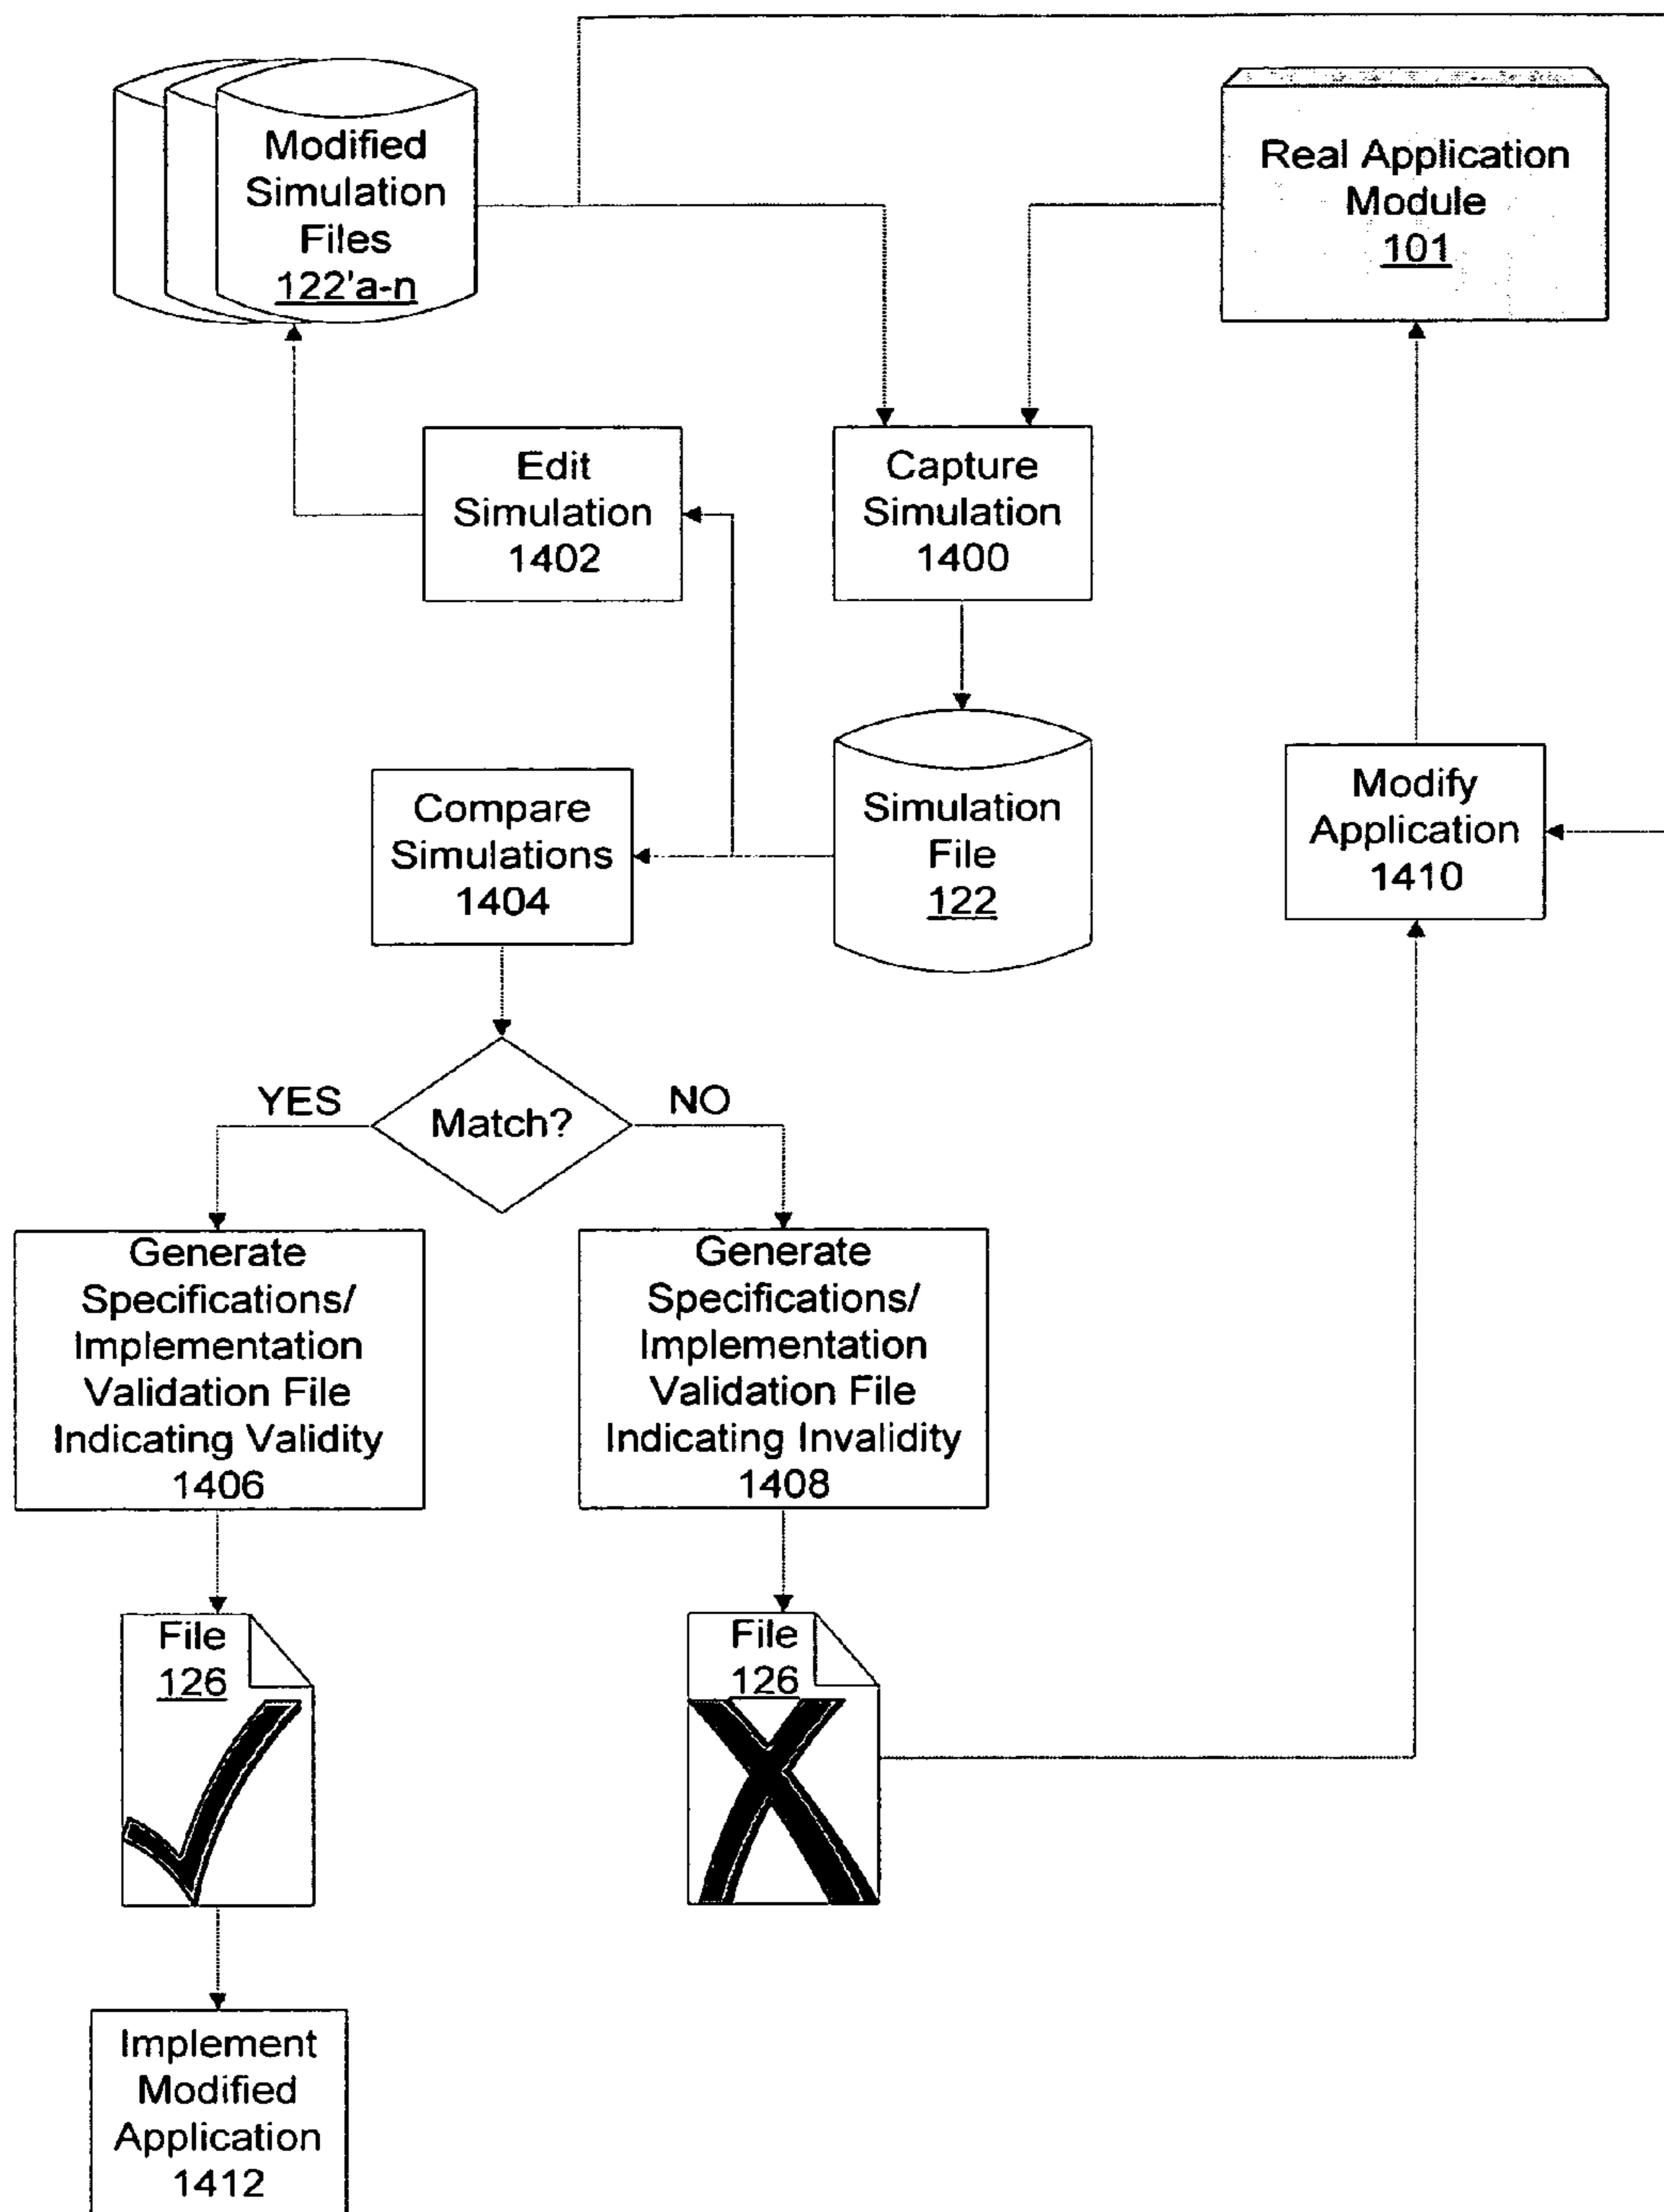 Modified
Simulation
Files
122'a-n
Real Application
Module
101
Edit
Simulation
1402
Capture
Simulation
1400
Compare
Simulations
1404
Simulation
File
122
Modify
Application
1410
YES
Match?
NO
Generate
Specifications/
Implementation
Validation File
Indicating Validity
1406
Generate
Specifications/
Implementation
Validation File
Indicating Invalidity
1408
File
126
File
126
Implement
Modified
Application
1412